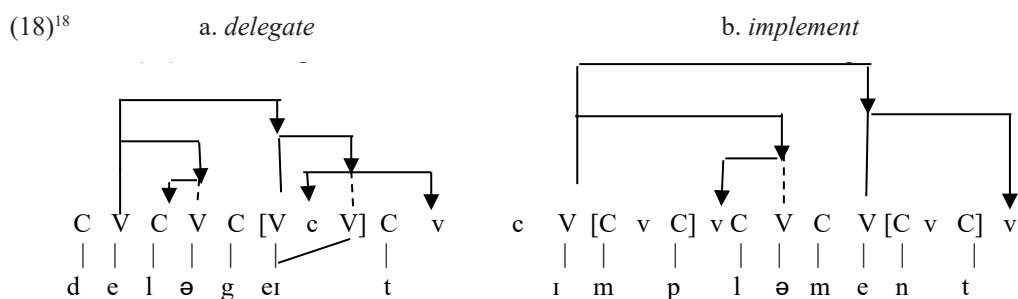 (18)¹⁸ a. delegate b. implement
C V C V C [V c V] C v c V [C v C] v C V C V [C v C] v
d e l ə g eɪ t ɪ m p l ə m e n t